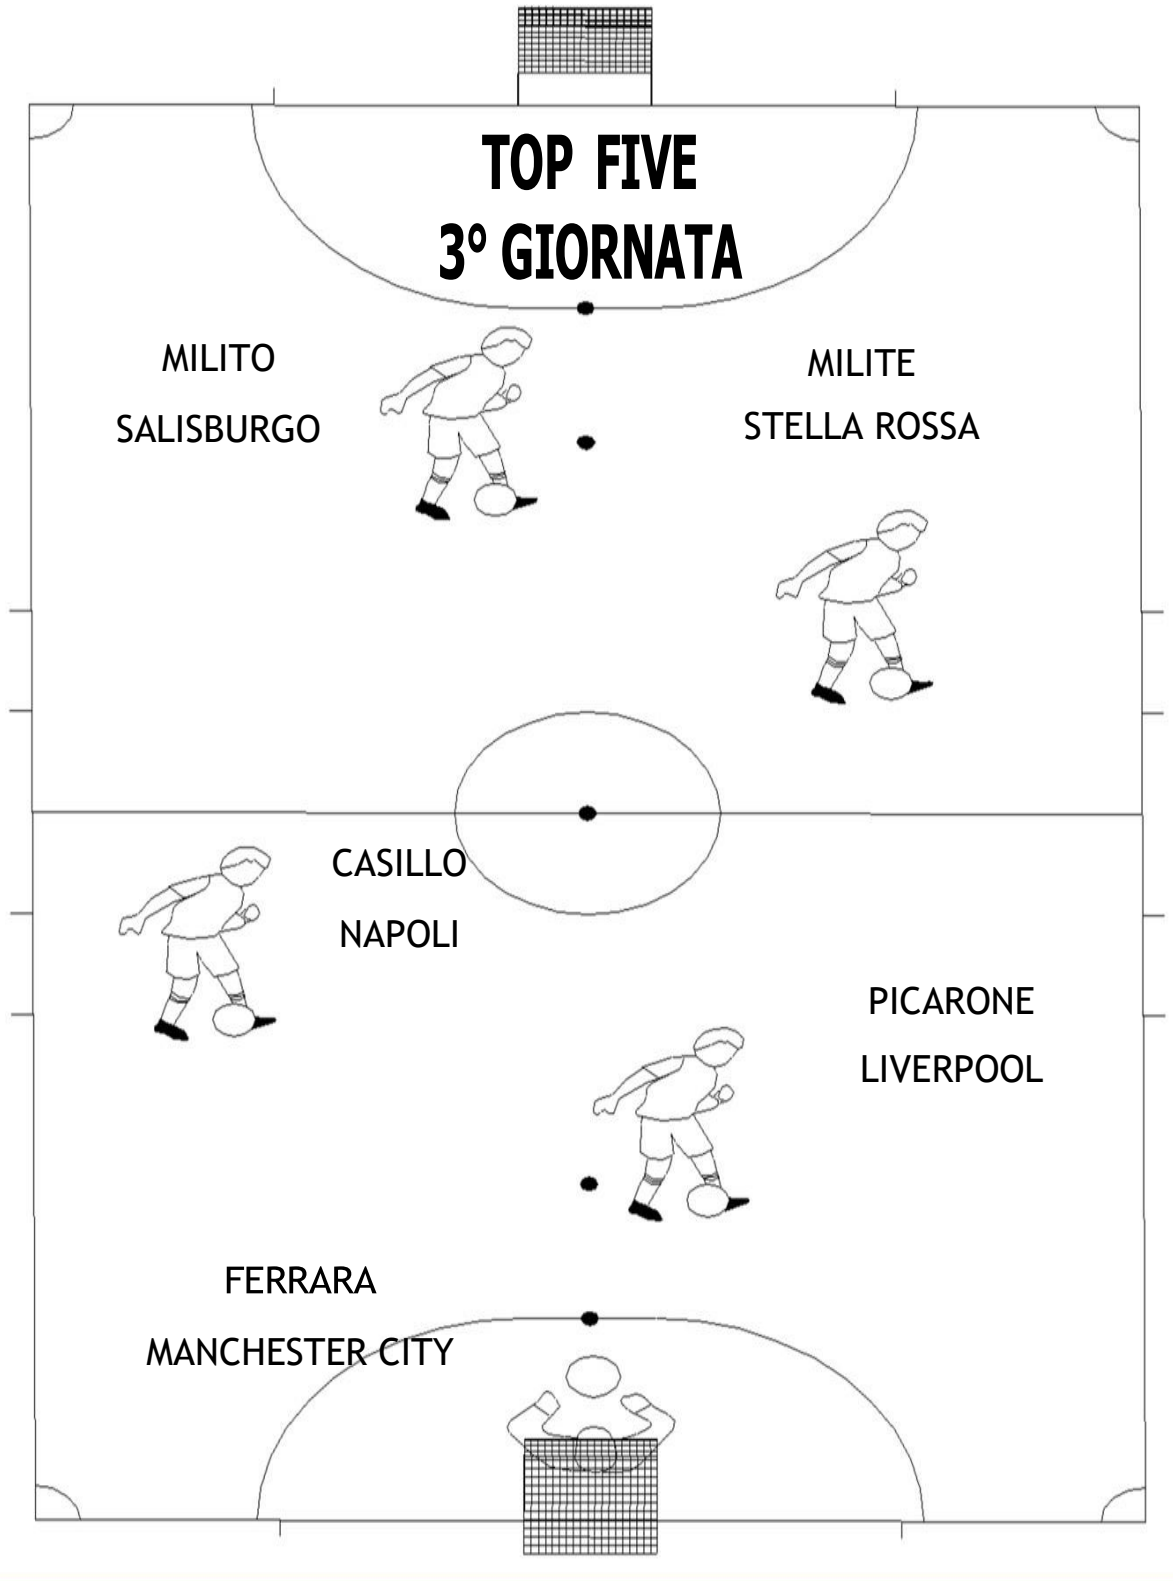 TOP FIVE
3° GIORNATA
MILITO
SALISBURGO
MILITE
STELLA ROSSA
CASILLO
NAPOLI
PICARONE
LIVERPOOL
FERRARA
MANCHESTER CITY